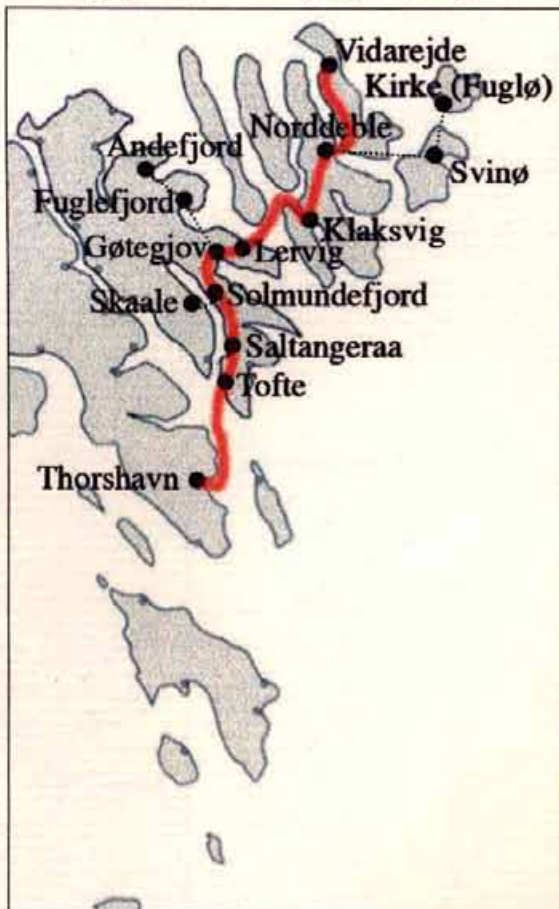 Vidarejde
Kirke (Fuglø)
Norddeble
Andefjord
Svinø
Fuglefjord
Klaksvig
Gøtegjov
Lervig
Solmundefjord
Skaale
Saltangeraa
Tofte
Thorshavn